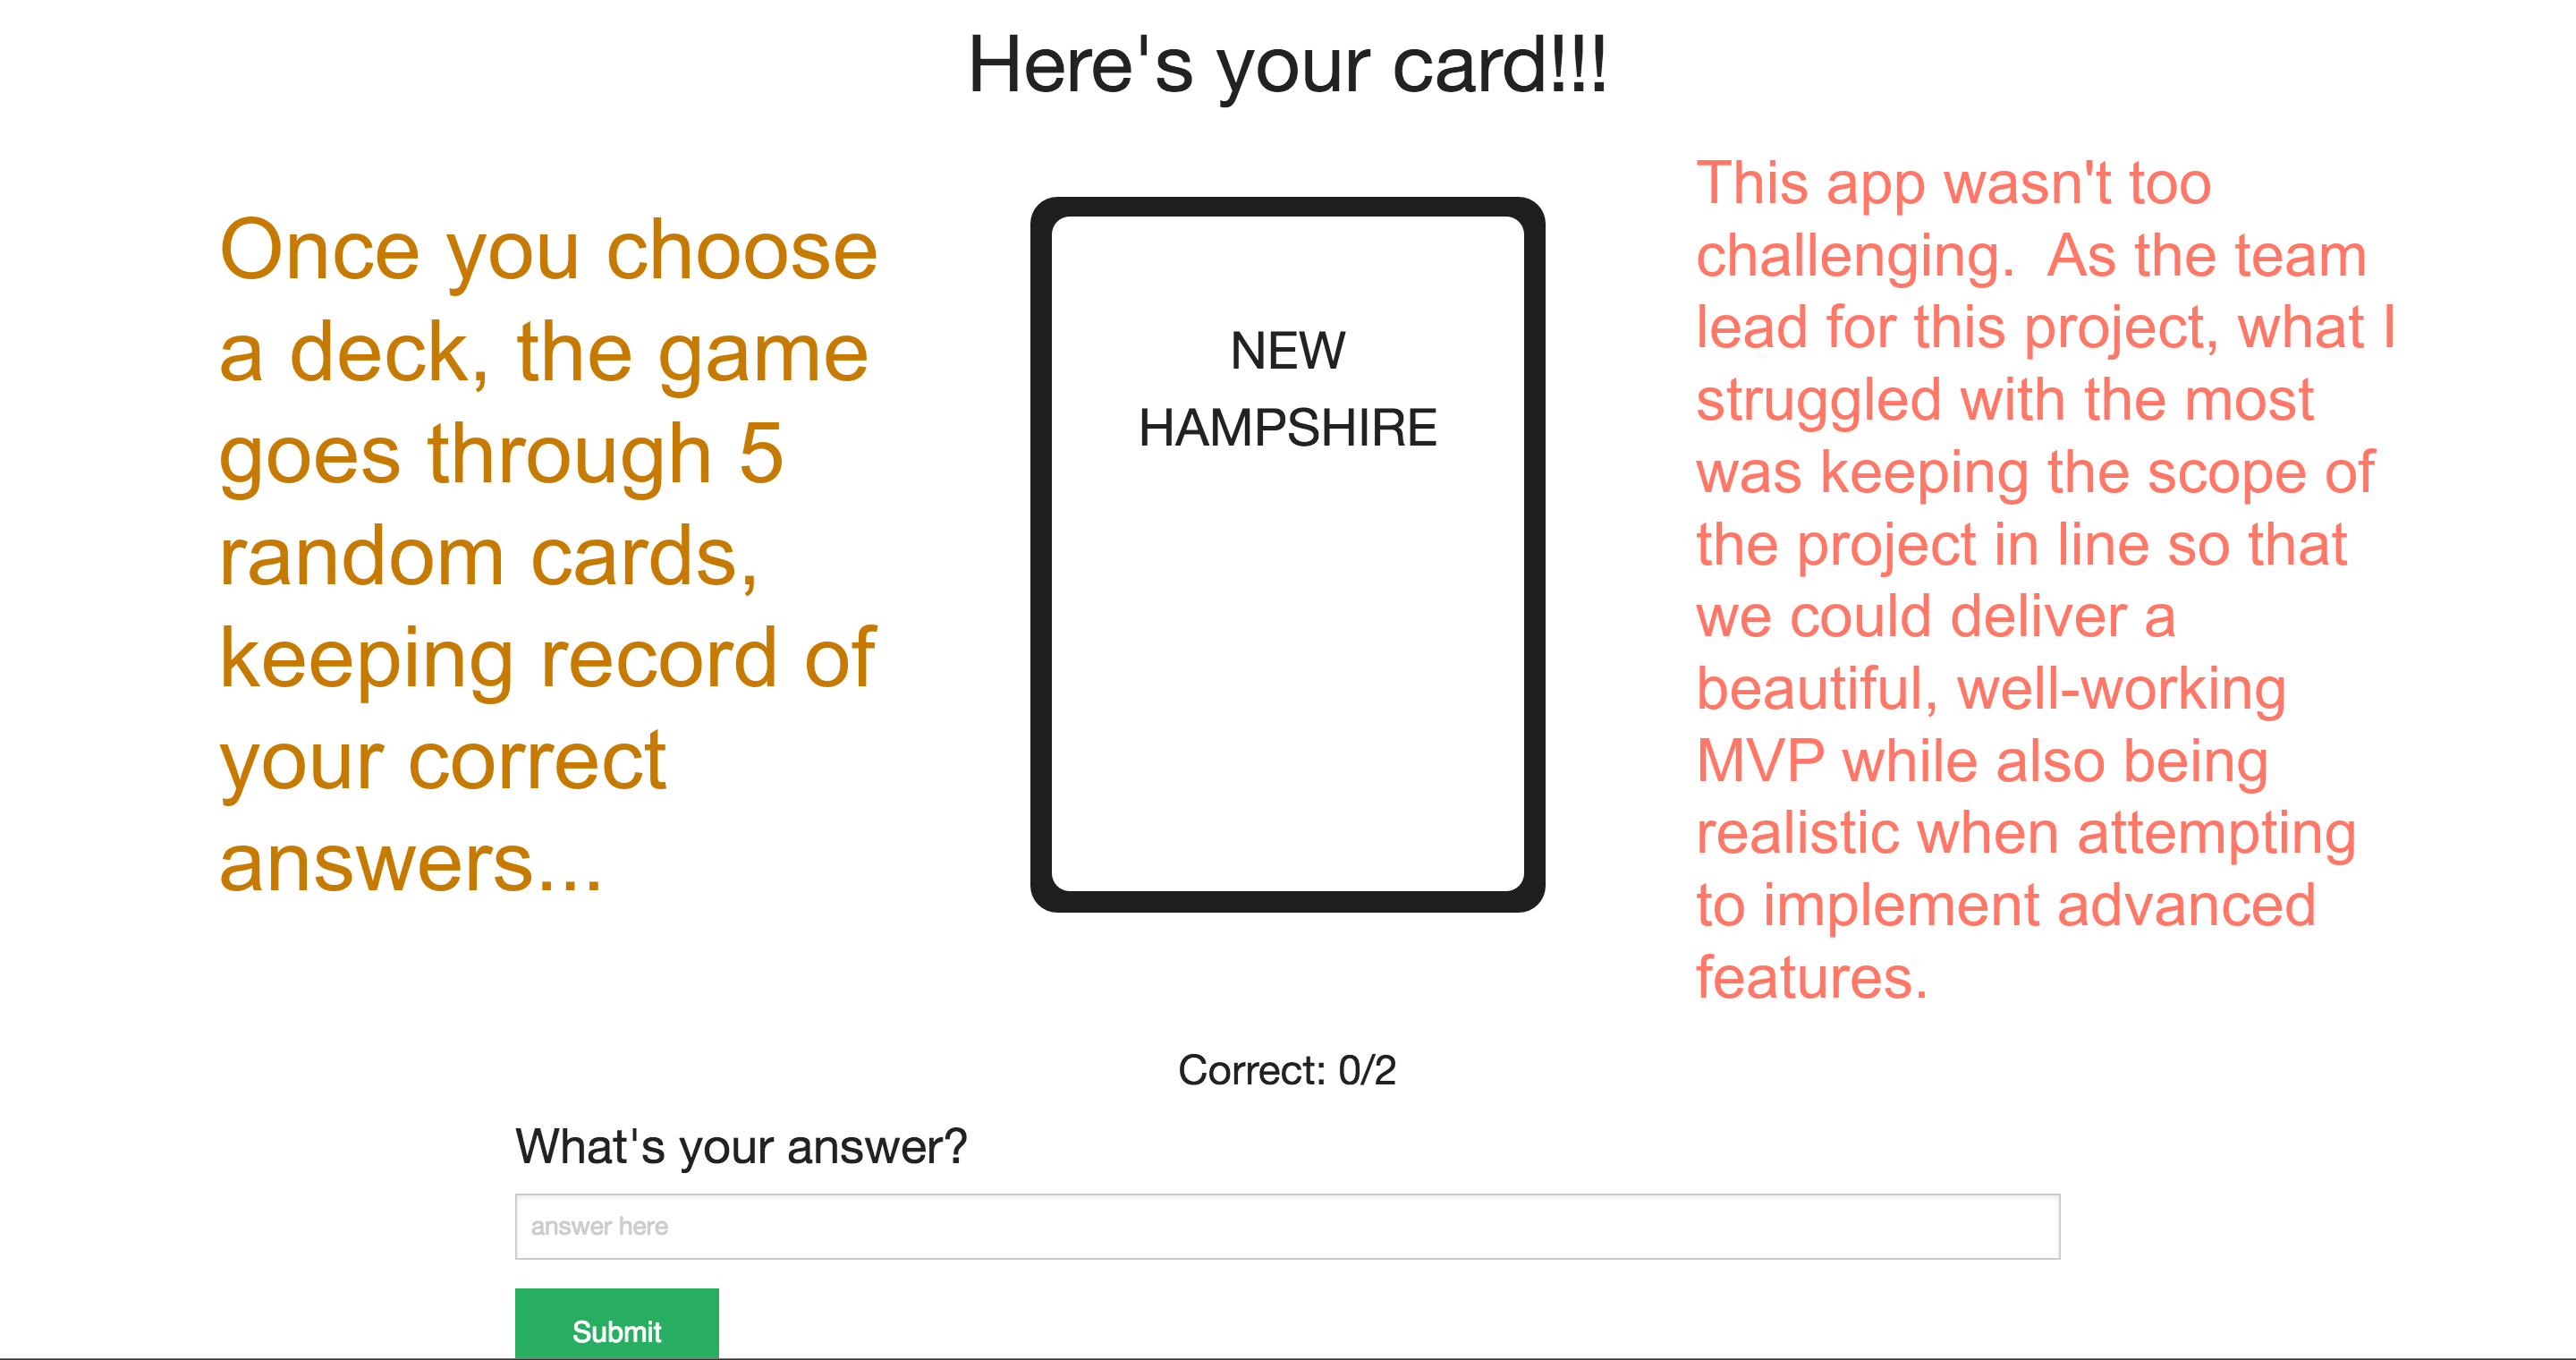 Here's your card!!!
Once you choose
a deck, the game
goes through 5
random cards,
keeping record of
your correct
answers...
NEW
HAMPSHIRE
This app wasn't too
challenging.  As the team
lead for this project, what I
struggled with the most
was keeping the scope of
the project in line so that
we could deliver a
beautiful, well-working
MVP while also being
realistic when attempting
to implement advanced
features.
Correct: 0/2
What's your answer?
answer here
Submit